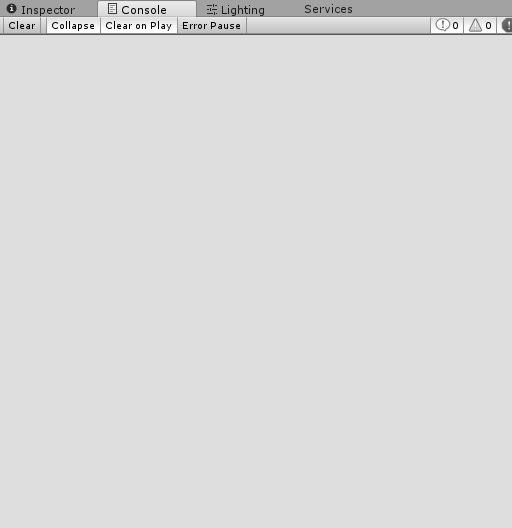 Inspector Console Lighting Services
Clear Collapse Clear on Play Error Pause 0 0